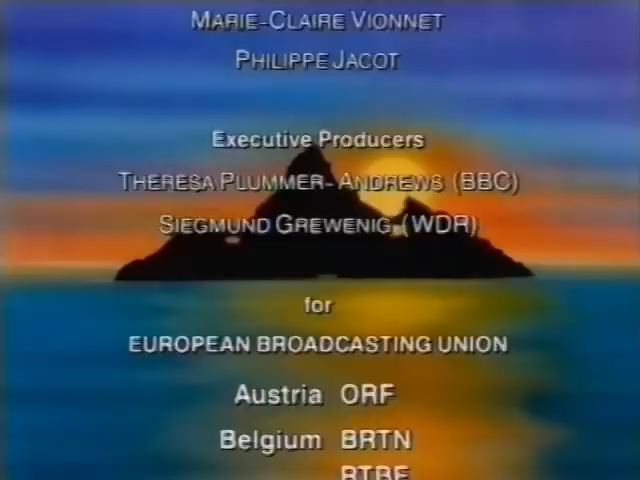 MARIE-CLAIRE VIONNET
PHILIPPE JACOT
Executive Producers
THERESA PLUMMER-ANDREWS (BBC)
SIEGMUND GREWENIG (WDR)
for
EUROPEAN BROADCASTING UNION
Austria ORF
Belgium BRTN
RTBF